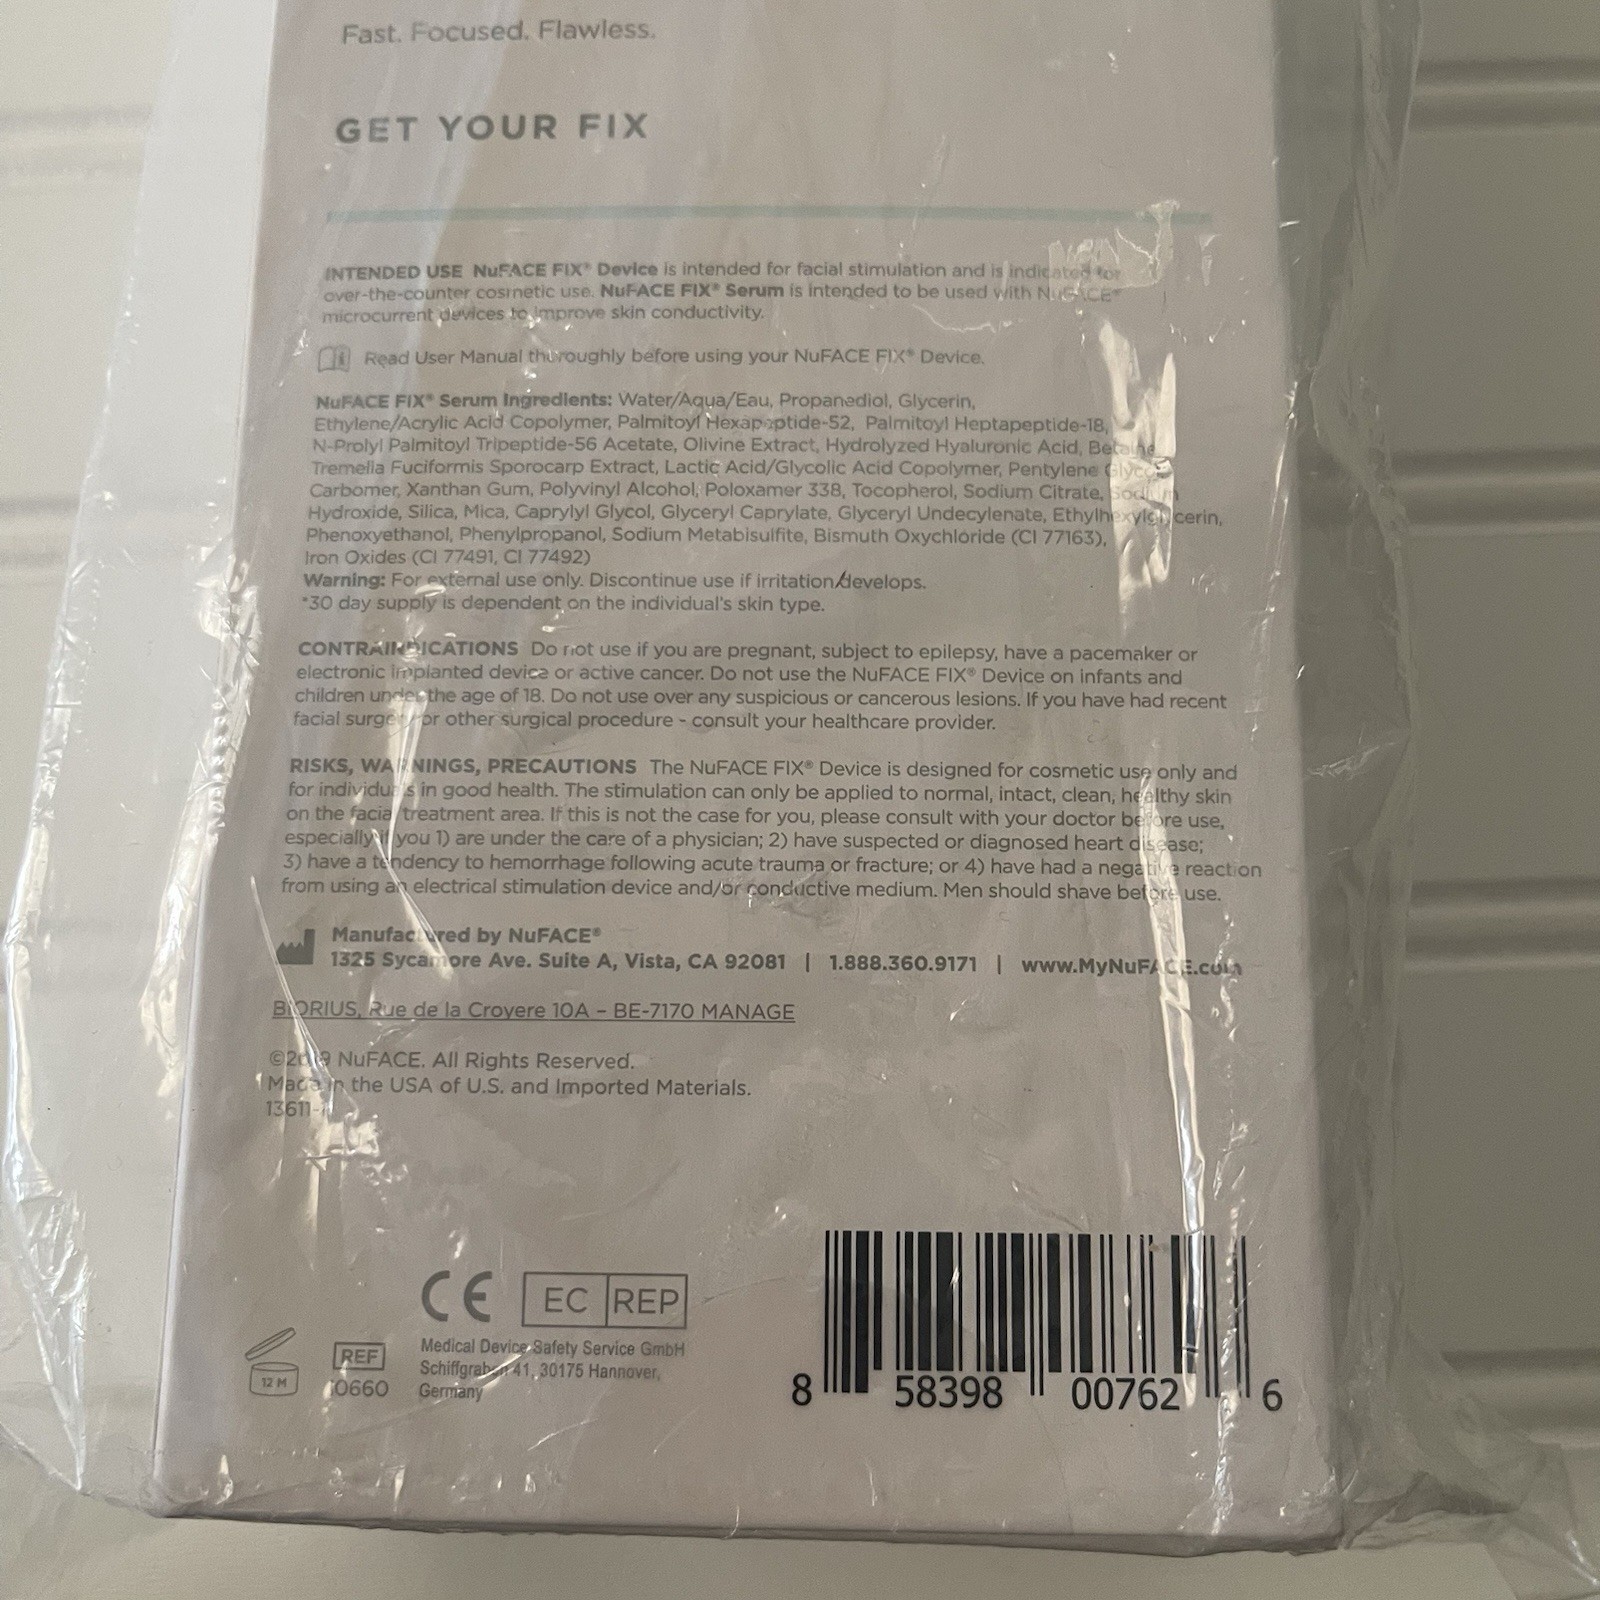 Fast. Focused. Flawless.
GET YOUR FIX
INTENDED USE NuFACE FIX® Device is intended for facial stimulation and is indicated for
over-the-counter cosmetic use. NuFACE FIX® Serum is intended to be used with NuFACE®
microcurrent devices to improve skin conductivity.
Read User Manual thoroughly before using your NuFACE FIX® Device.
NuFACE FIX® Serum Ingredients: Water/Aqua/Eau, Propanediol, Glycerin,
Ethylene/Acrylic Acid Copolymer, Palmitoyl Hexapeptide-52, Palmitoyl Heptapeptide-18,
N-Prolyl Palmitoyl Tripeptide-56 Acetate, Olivine Extract, Hydrolyzed Hyaluronic Acid, Betaine
Tremella Fuciformis Sporocarp Extract, Lactic Acid/Glycolic Acid Copolymer, Pentylene Glycol
Carbomer, Xanthan Gum, Polyvinyl Alcohol, Poloxamer 338, Tocopherol, Sodium Citrate, Sodium
Hydroxide, Silica, Mica, Caprylyl Glycol, Glyceryl Caprylate, Glyceryl Undecylenate, Ethylhexylglycerin,
Phenoxyethanol, Phenylpropanol, Sodium Metabisulfite, Bismuth Oxychloride (CI 77163),
Iron Oxides (CI 77491, CI 77492)
Warning: For external use only. Discontinue use if irritation develops.
*30 day supply is dependent on the individual's skin type.
CONTRAINDICATIONS Do not use if you are pregnant, subject to epilepsy, have a pacemaker or
electronic implanted device or active cancer. Do not use the NuFACE FIX® Device on infants and
children under the age of 18. Do not use over any suspicious or cancerous lesions. If you have had recent
facial surgery or other surgical procedure - consult your healthcare provider.
RISKS, WARNINGS, PRECAUTIONS The NuFACE FIX® Device is designed for cosmetic use only and
for individuals in good health. The stimulation can only be applied to normal, intact, clean, healthy skin
on the facial treatment area. If this is not the case for you, please consult with your doctor before use,
especially if you 1) are under the care of a physician; 2) have suspected or diagnosed heart disease;
3) have a tendency to hemorrhage following acute trauma or fracture; or 4) have had a negative reaction
from using an electrical stimulation device and/or conductive medium. Men should shave before use.
Manufactured by NuFACE®
1325 Sycamore Ave. Suite A, Vista, CA 92081 | 1.888.360.9171 | www.MyNuFACE.com
BIORIUS, Rue de la Croyere 10A – BE-7170 MANAGE
©2019 NuFACE. All Rights Reserved.
Made in the USA of U.S. and Imported Materials.
CE EC REP
Medical Device Safety Service GmbH
Schiffgraben 41, 30175 Hannover,
Germany
12 M
REF
10660
8 58398 00762 6